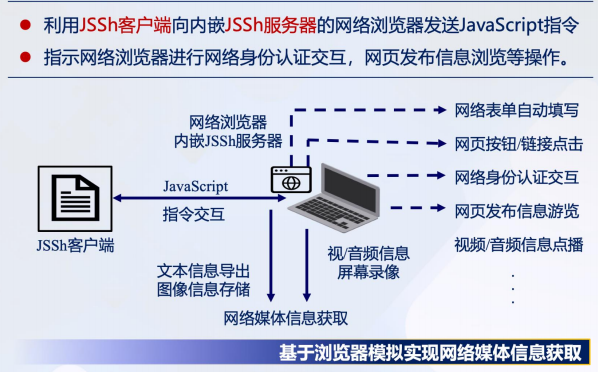 利用JSSh客户端向内嵌JSSh服务器的网络浏览器发送JavaScript指令
指示网络浏览器进行网络身份认证交互，网页发布信息浏览等操作。
网络浏览器
内嵌JSSh服务器
网络表单自动填写
网页按钮/链接点击
网络身份认证交互
网页发布信息游览
视频/音频信息点播
JavaScript
指令交互
JSSh客户端
文本信息导出
图像信息存储
视/音频信息
屏幕录像
网络媒体信息获取
基于浏览器模拟实现网络媒体信息获取